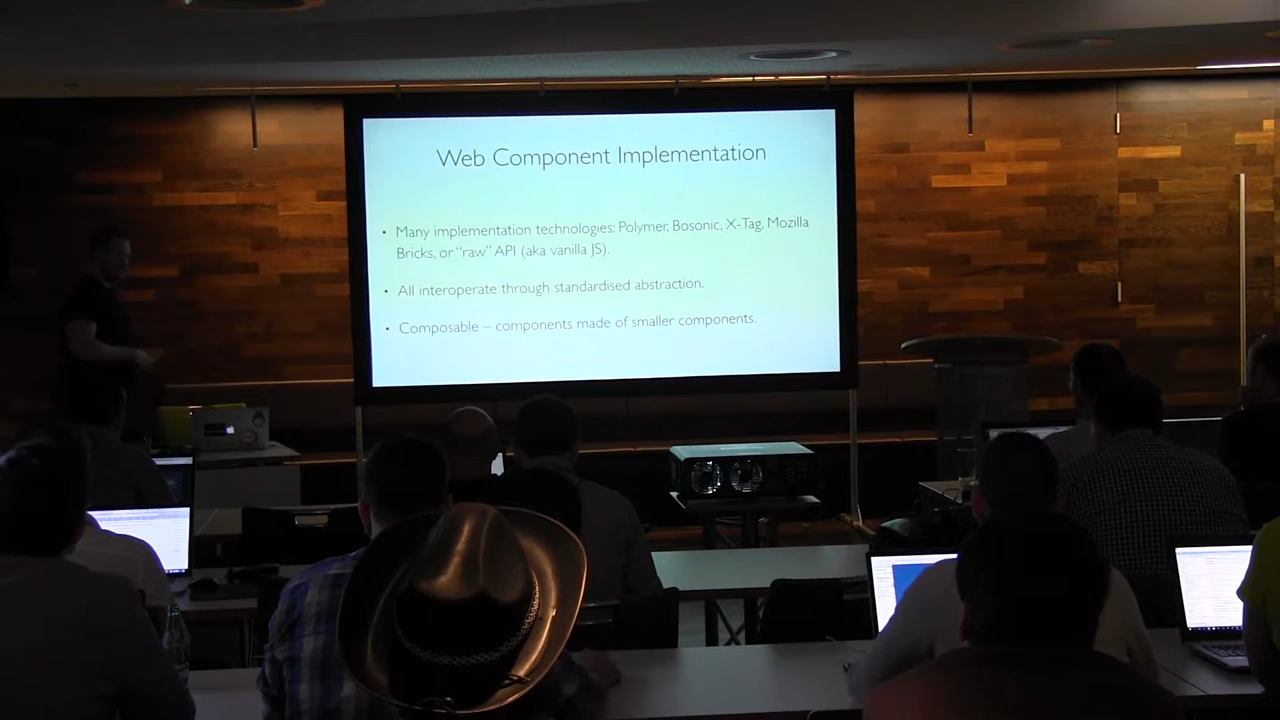 Web Component Implementation
• Many implementation technologies: Polymer, Bosonic, X-Tag, Mozilla
Bricks, or "raw" API (aka vanilla JS).
• All interoperate through standardised abstraction.
• Composable – components made of smaller components.